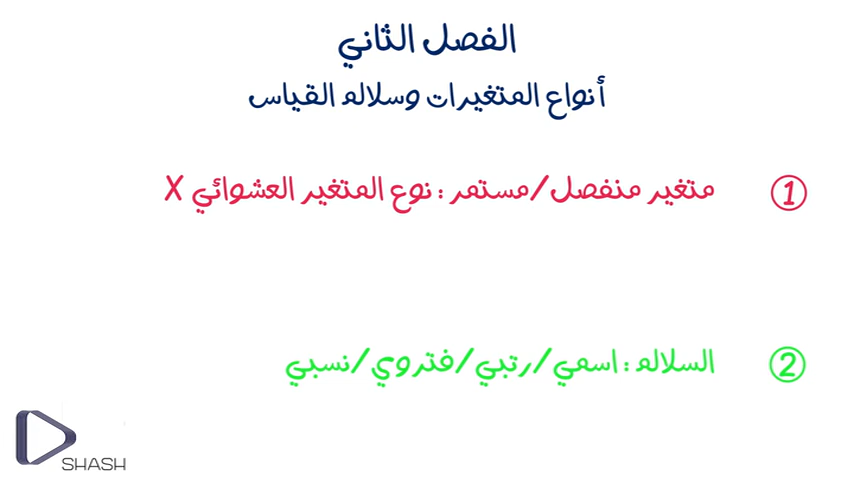 الفصل الثاني
أنواع المتغيرات وسلالم القياس
① متغير منفصل/مستمر : نوع المتغير العشوائي X
② السلالم : اسمي/رتبي/فتروي/نسبي
SHASH